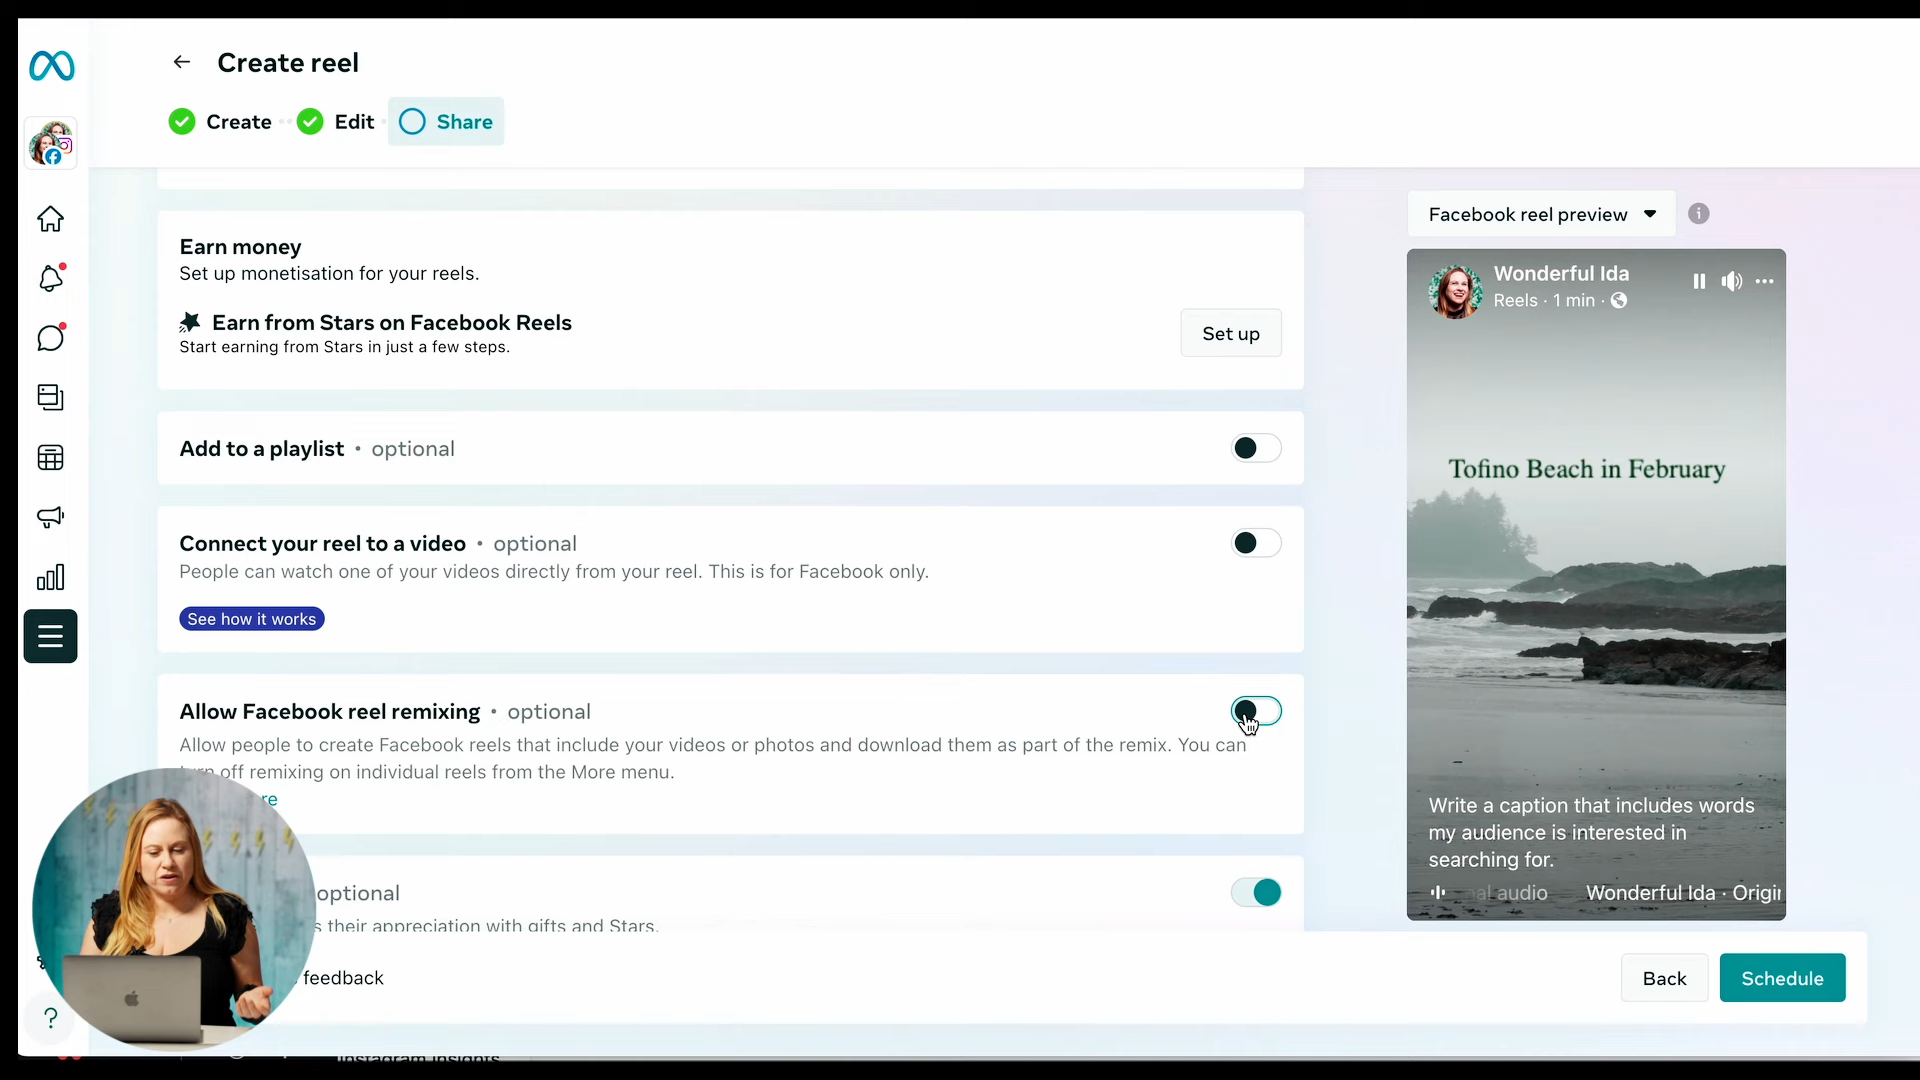 Create reel
Create
Edit
Share
Earn money
Set up monetisation for your reels.
Earn from Stars on Facebook Reels
Start earning from Stars in just a few steps.
Set up
Add to a playlist • optional
Connect your reel to a video • optional
People can watch one of your videos directly from your reel. This is for Facebook only.
See how it works
Allow Facebook reel remixing • optional
Allow people to create Facebook reels that include your videos or photos and download them as part of the remix. You can
off remixing on individual reels from the More menu.
optional
their appreciation with gifts and Stars.
feedback
Facebook reel preview
Wonderful Ida
Reels · 1 min ·
Tofino Beach in February
Write a caption that includes words
my audience is interested in
searching for.
audio Wonderful Ida ·
Back
Schedule
?
Instagram Insights